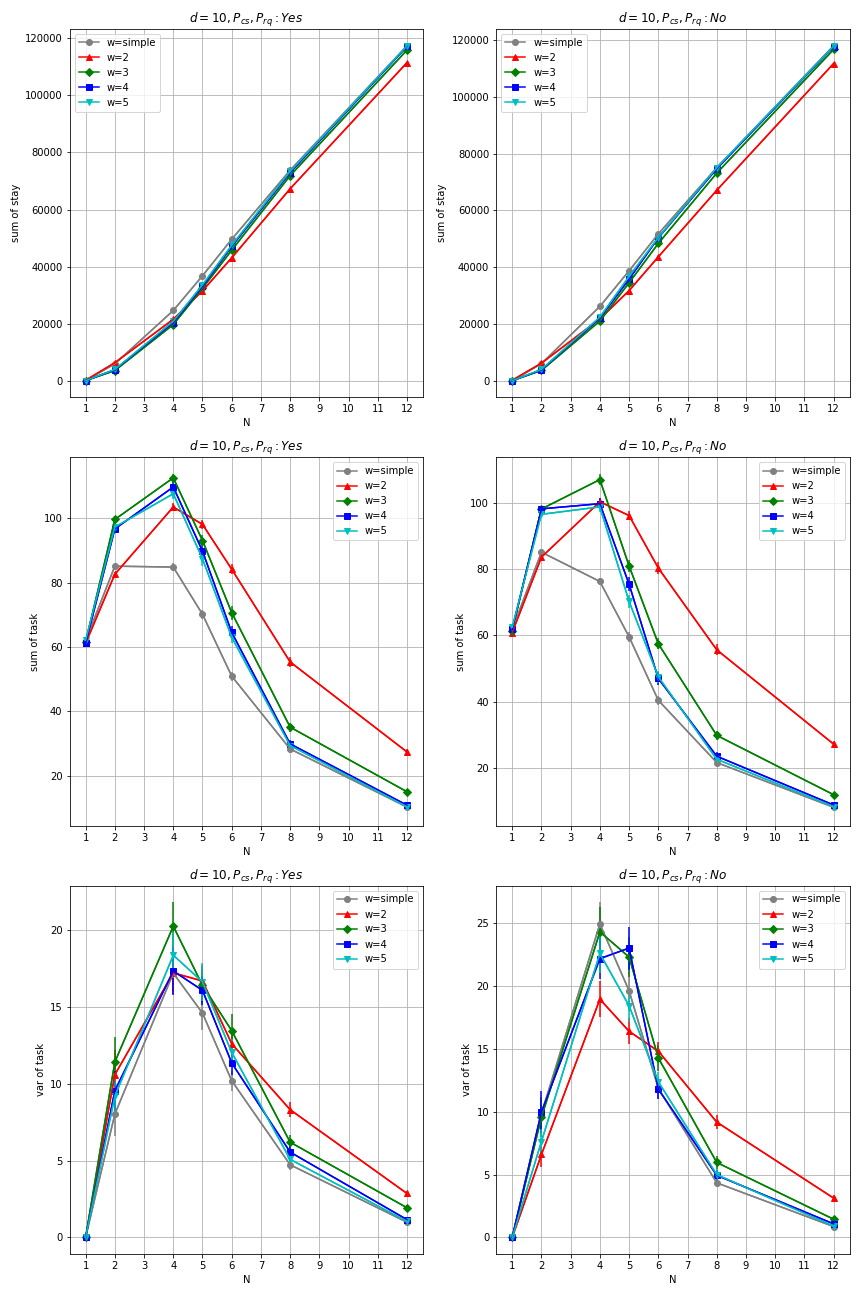 d = 10, P_cs, P_rq : Yes
w=simple
w=2
w=3
w=4
w=5
sum of stay
120000
100000
80000
60000
40000
20000
0
1 2 3 4 5 6 7 8 9 10 11 12
N
d = 10, P_cs, P_rq : No
w=simple
w=2
w=3
w=4
w=5
sum of stay
120000
100000
80000
60000
40000
20000
0
1 2 3 4 5 6 7 8 9 10 11 12
N
d = 10, P_cs, P_rq : Yes
w=simple
w=2
w=3
w=4
w=5
sum of task
100
80
60
40
20
1 2 3 4 5 6 7 8 9 10 11 12
N
d = 10, P_cs, P_rq : No
w=simple
w=2
w=3
w=4
w=5
sum of task
100
80
60
40
20
1 2 3 4 5 6 7 8 9 10 11 12
N
d = 10, P_cs, P_rq : Yes
w=simple
w=2
w=3
w=4
w=5
var of task
20
15
10
5
0
1 2 3 4 5 6 7 8 9 10 11 12
N
d = 10, P_cs, P_rq : No
w=simple
w=2
w=3
w=4
w=5
var of task
25
20
15
10
5
0
1 2 3 4 5 6 7 8 9 10 11 12
N